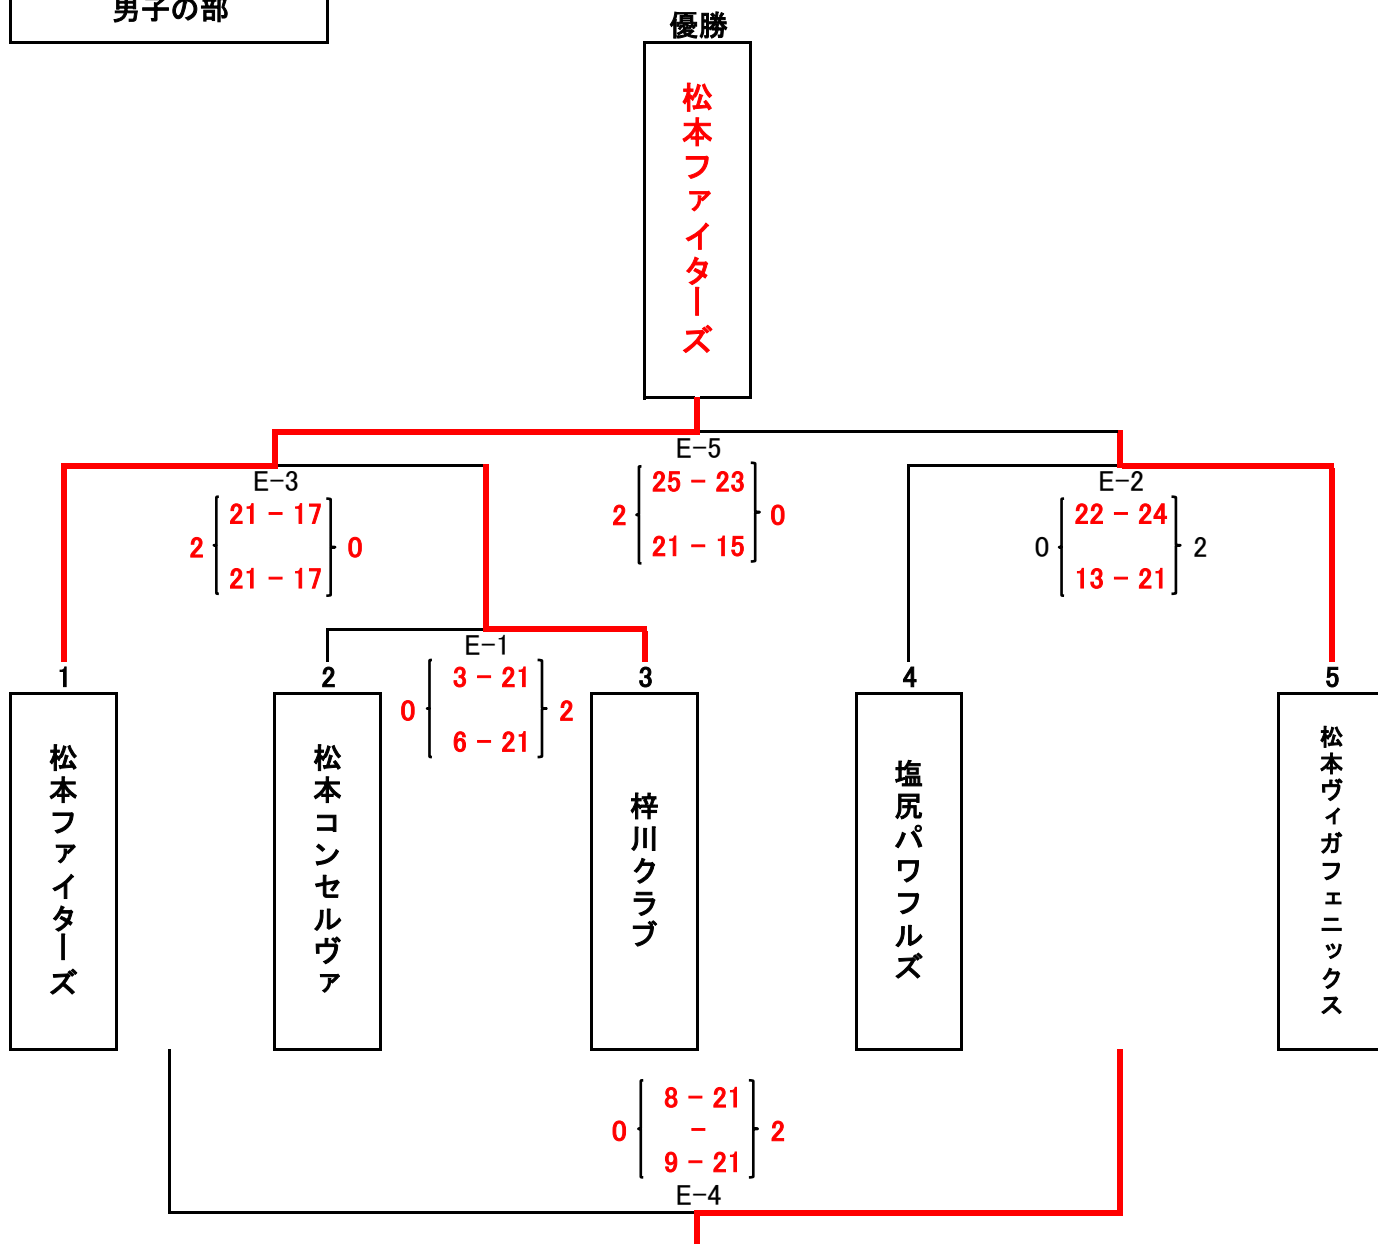 男子の部
優勝
松本ファイターズ
E-5
25 - 23
2 0
21 - 15
E-3
21 - 17
2 0
21 - 17
E-2
22 - 24
0 2
13 - 21
E-1
3 - 21
0 2
6 - 21
1 2 3 4 5
松本ファイターズ
松本コンセルヴァ
梓川クラブ
塩尻パワフルズ
松本ヴィガフェニックス
8 - 21
0 - 2
9 - 21
E-4